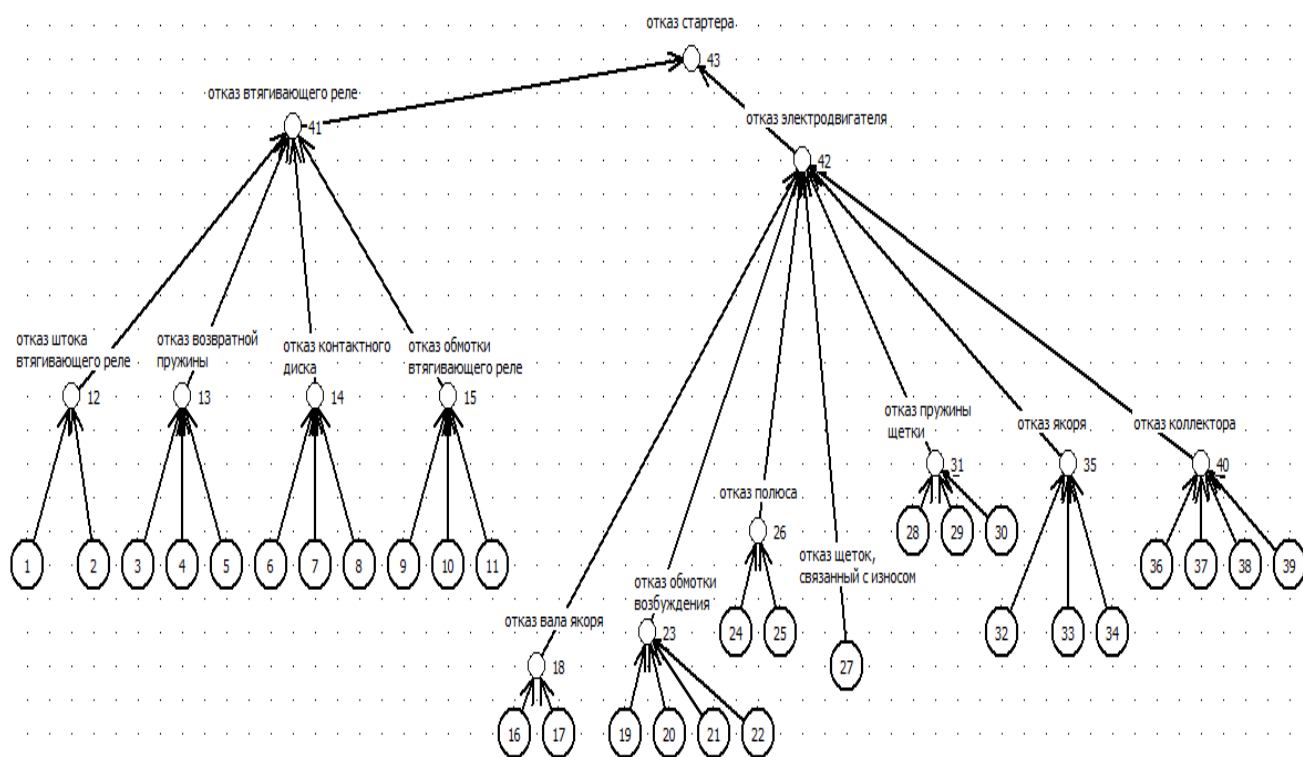 отказ стартера
43
отказ втягивающего реле
41
отказ электродвигателя
42
отказ штока
втягивающего реле
12
отказ возвратной
пружины
13
отказ контактного
диска
14
отказ обмотки
втягивающего реле
15
отказ пружины
щетки
31
отказ якоря
35
отказ коллектора
40
отказ полюса
26
отказ щеток,
связанный с износом
отказ обмотки
возбуждения
23
отказ вала якоря
18
1 2 3 4 5 6 7 8 9 10 11
28 29 30
36 37 38 39
24 25
27
32 33 34
16 17
19 20 21 22